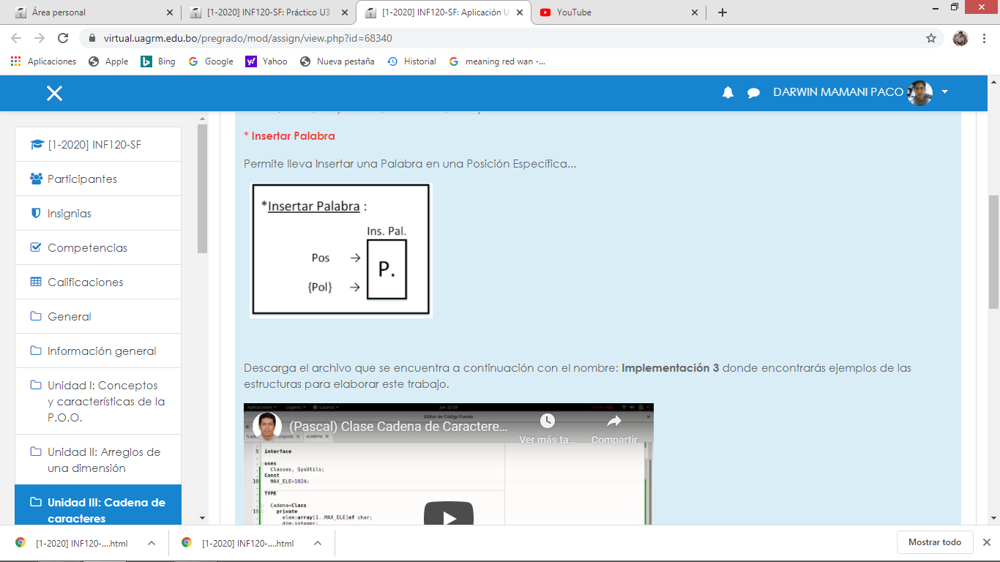 Área personal
[1-2020] INF120-SF: Práctico U3
[1-2020] INF120-SF: Aplicación U
YouTube
virtual.uagrm.edu.bo/pregrado/mod/assign/view.php?id=68340
Aplicaciones
Apple
Bing
Google
Yahoo
Nueva pestaña
Historial
meaning red wan -...
DARWIN MAMANI PACO
[1-2020] INF120-SF
Participantes
Insignias
Competencias
Calificaciones
General
Información general
Unidad I: Conceptos
y características de la
P.O.O.
Unidad II: Arreglos de
una dimensión
Unidad III: Cadena de
caracteres
* Insertar Palabra
Permite lleva Insertar una Palabra en una Posición Específica...
*Insertar Palabra :
Ins. Pal.
Pos →
P.
{Pol} →
Descarga el archivo que se encuentra a continuación con el nombre: Implementación 3 donde encontrarás ejemplos de las
estructuras para elaborar este trabajo.
Aplicaciones Lugares Lazarus jue 22:26
Editor de Código Fuente
(Pascal) Clase Cadena de Caractere...
Ver más ta...
Compartir
ucadena
5 interface
uses
Classes, SysUtils;
Const
10 MAX_ELE=1024;
TYPE
Cadena=Class
15 private
elem:array[1..MAX_ELE]of char;
dim:integer;
[1-2020] INF120-....html
[1-2020] INF120-....html
Mostrar todo